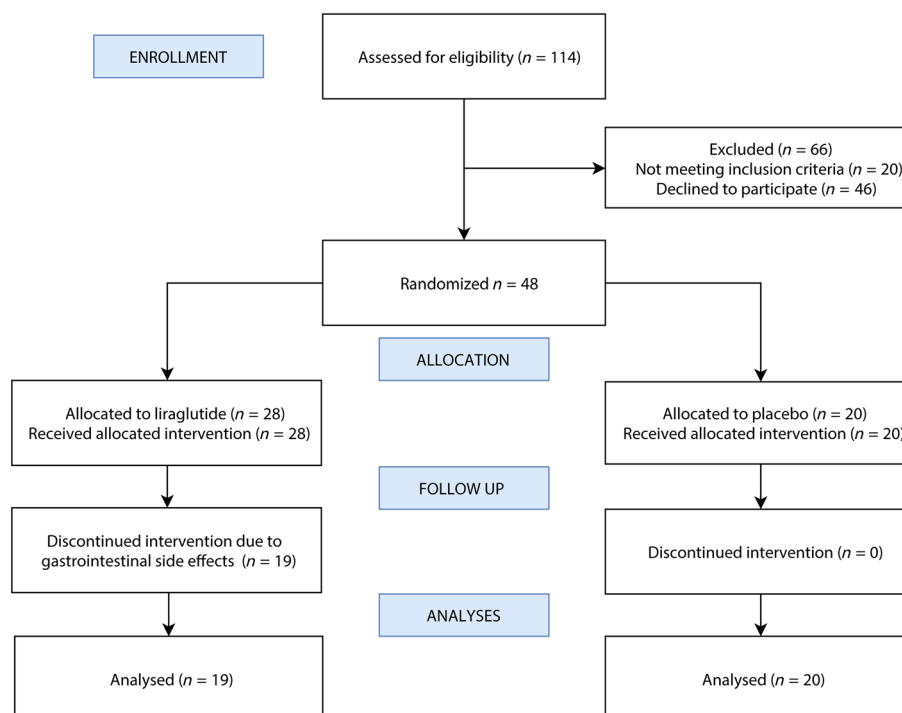 ENROLLMENT
Assessed for eligibility (n = 114)
Excluded (n = 66)
Not meeting inclusion criteria (n = 20)
Declined to participate (n = 46)
Randomized n = 48
ALLOCATION
Allocated to liraglutide (n = 28)
Received allocated intervention (n = 28)
Allocated to placebo (n = 20)
Received allocated intervention (n = 20)
FOLLOW UP
Discontinued intervention due to
gastrointestinal side effects (n = 19)
Discontinued intervention (n = 0)
ANALYSES
Analysed (n = 19)
Analysed (n = 20)